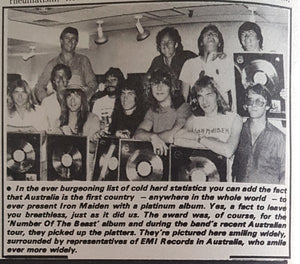 ● In the ever burgeoning list of cold hard statistics you can add the fact
that Australia is the first country — anywhere in the whole world — to
ever present Iron Maiden with a platinum album. Yes, a fact to leave
you breathless, just as it did us. The award was, of course, for the
'Number Of The Beast' album and during the band's recent Australian
tour, they picked up the platters. They're pictured here smiling widely,
surrounded by representatives of EMI Records in Australia, who smile
ever more widely.